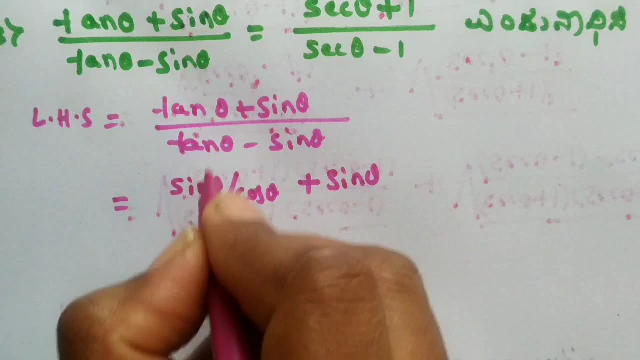 tanθ + sinθ / tanθ - sinθ = secθ + 1 / secθ - 1 ಎಂದು ಸಾಧಿಸಿ
L.H.S = tanθ + sinθ / tanθ - sinθ
= sinθ/cosθ + sinθ